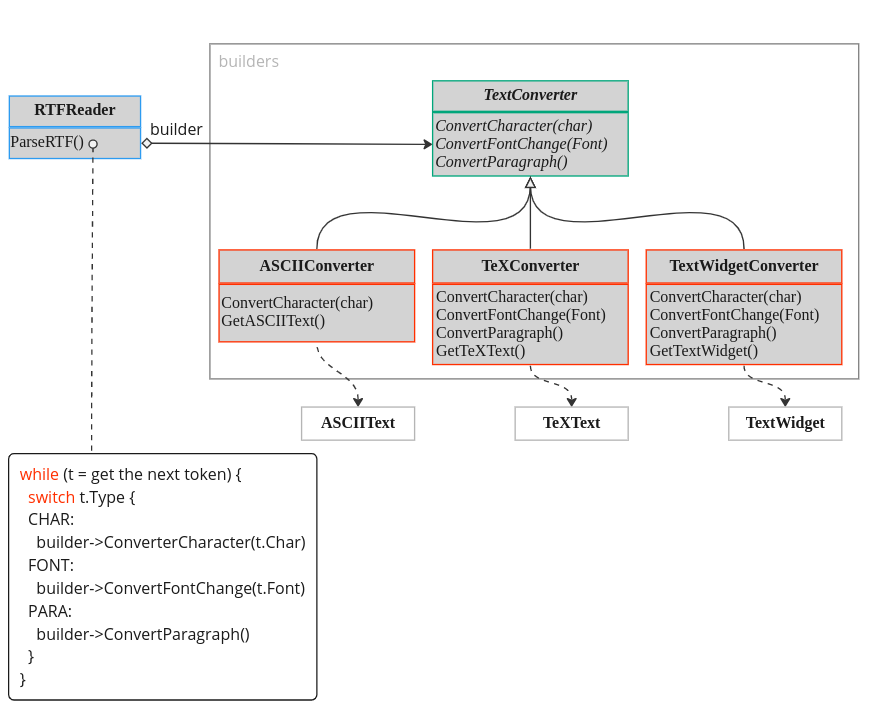 builders
RTFReader
ParseRTF()
builder
TextConverter
ConvertCharacter(char)
ConvertFontChange(Font)
ConvertParagraph()
ASCIIConverter
ConvertCharacter(char)
GetASCIIText()
TeXConverter
ConvertCharacter(char)
ConvertFontChange(Font)
ConvertParagraph()
GetTeXText()
TextWidgetConverter
ConvertCharacter(char)
ConvertFontChange(Font)
ConvertParagraph()
GetTextWidget()
ASCIIText
TeXText
TextWidget
while (t = get the next token) {
switch t.Type {
CHAR:
builder->ConverterCharacter(t.Char)
FONT:
builder->ConvertFontChange(t.Font)
PARA:
builder->ConvertParagraph()
}
}